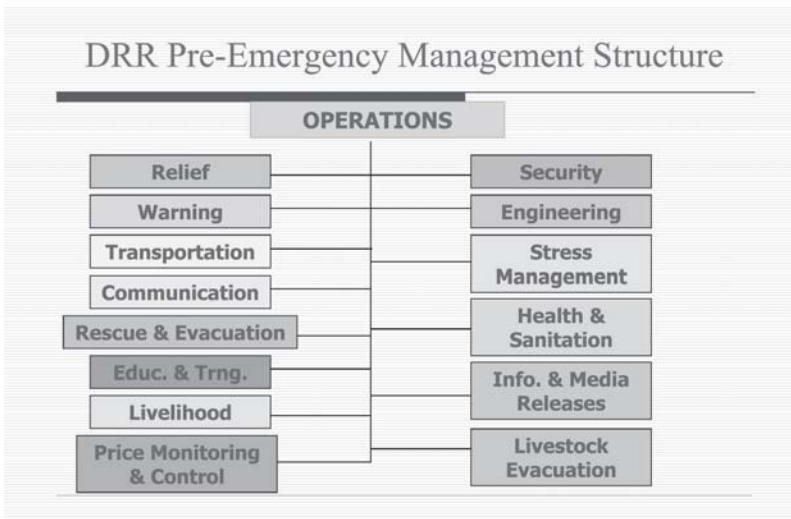 DRR Pre-Emergency Management Structure
OPERATIONS
Relief
Warning
Transportation
Communication
Rescue & Evacuation
Educ. & Trng.
Livelihood
Price Monitoring
& Control
Security
Engineering
Stress
Management
Health &
Sanitation
Info. & Media
Releases
Livestock
Evacuation